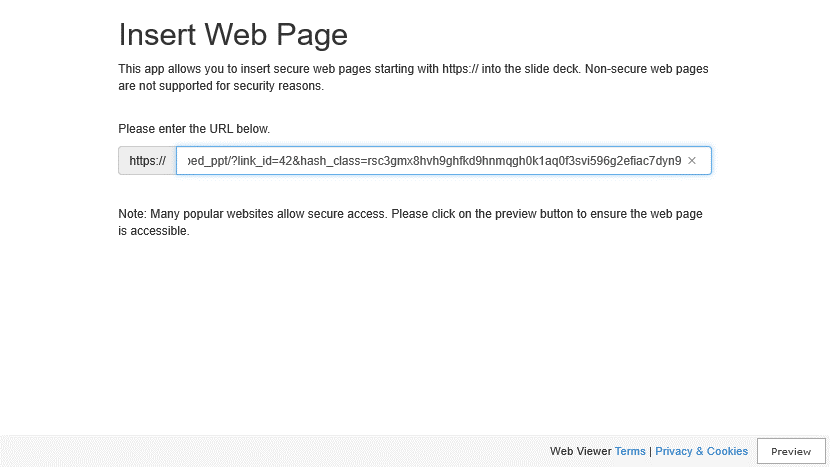 Insert Web Page
This app allows you to insert secure web pages starting with https:// into the slide deck. Non-secure web pages
are not supported for security reasons.
Please enter the URL below.
https:// bed_ppt/?link_id=42&hash_class=rsc3gmx8hvh9ghfkd9hnmqgh0k1aq0f3svi596g2efiac7dyn9 ×
Note: Many popular websites allow secure access. Please click on the preview button to ensure the web page
is accessible.
Web Viewer Terms | Privacy & Cookies Preview